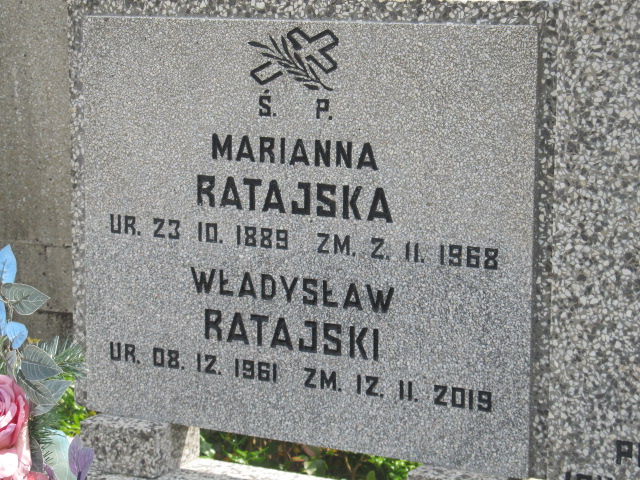 Ś. P.
MARIANNA
RATAJSKA
UR. 23 10. 1889 ZM. 2. 11. 1968
WŁADYSŁAW
RATAJSKI
UR. 08. 12. 1961 ZM. 12. 11. 2019